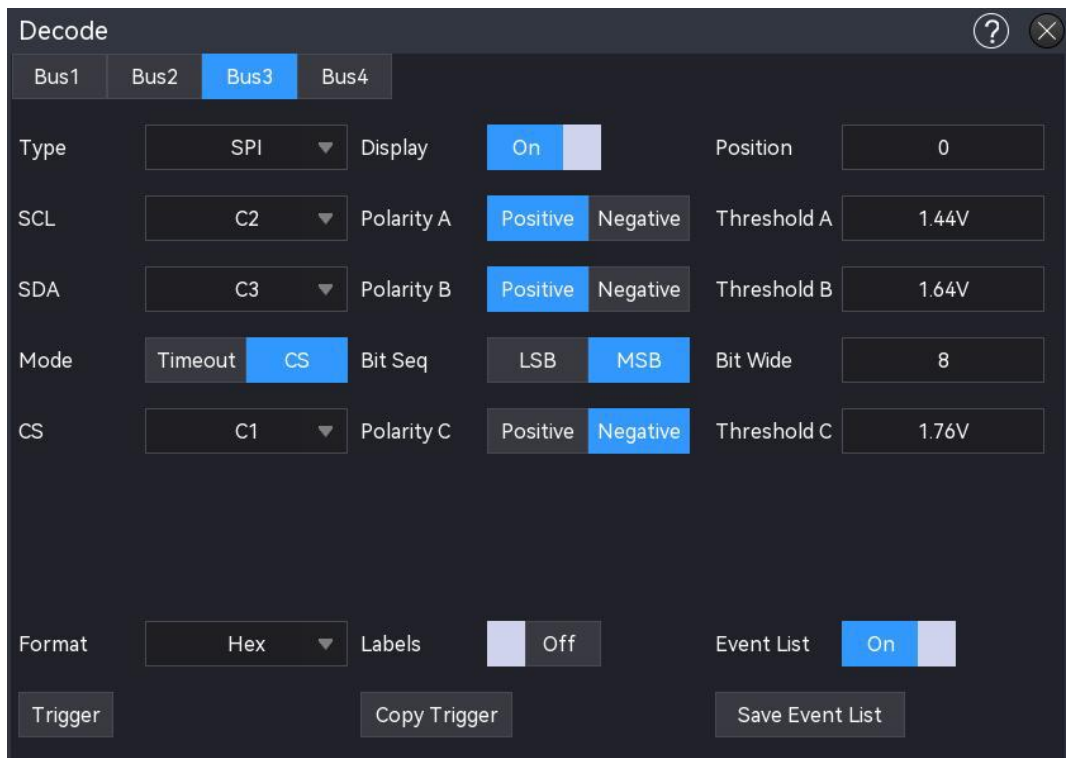 Decode ?
Bus1 Bus2 Bus3 Bus4
Type SPI Display On Position 0
SCL C2 Polarity A Positive Negative Threshold A 1.44V
SDA C3 Polarity B Positive Negative Threshold B 1.64V
Mode Timeout CS Bit Seq LSB MSB Bit Wide 8
CS C1 Polarity C Positive Negative Threshold C 1.76V
Format Hex Labels Off Event List On
Trigger Copy Trigger Save Event List